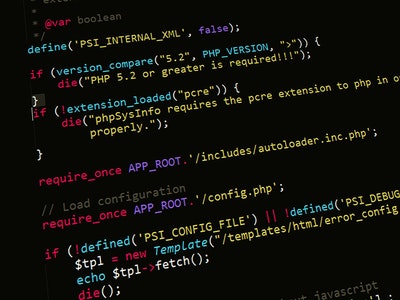 * @var boolean
*/
define('PSI_INTERNAL_XML', false);
if (version_compare("5.2", PHP_VERSION, ">")) {
die("PHP 5.2 or greater is required!!!");
}
if (!extension_loaded("pcre")) {
die("phpSysInfo requires the pcre extension to php in
properly.");
}
require_once APP_ROOT.'/includes/autoloader.inc.php';
// Load configuration
require_once APP_ROOT.'/config.php';
if (!defined('PSI_CONFIG_FILE') || !defined('PSI_DEBUG
$tpl = new Template("/templates/html/error_config
echo $tpl->fetch();
die();
javascript